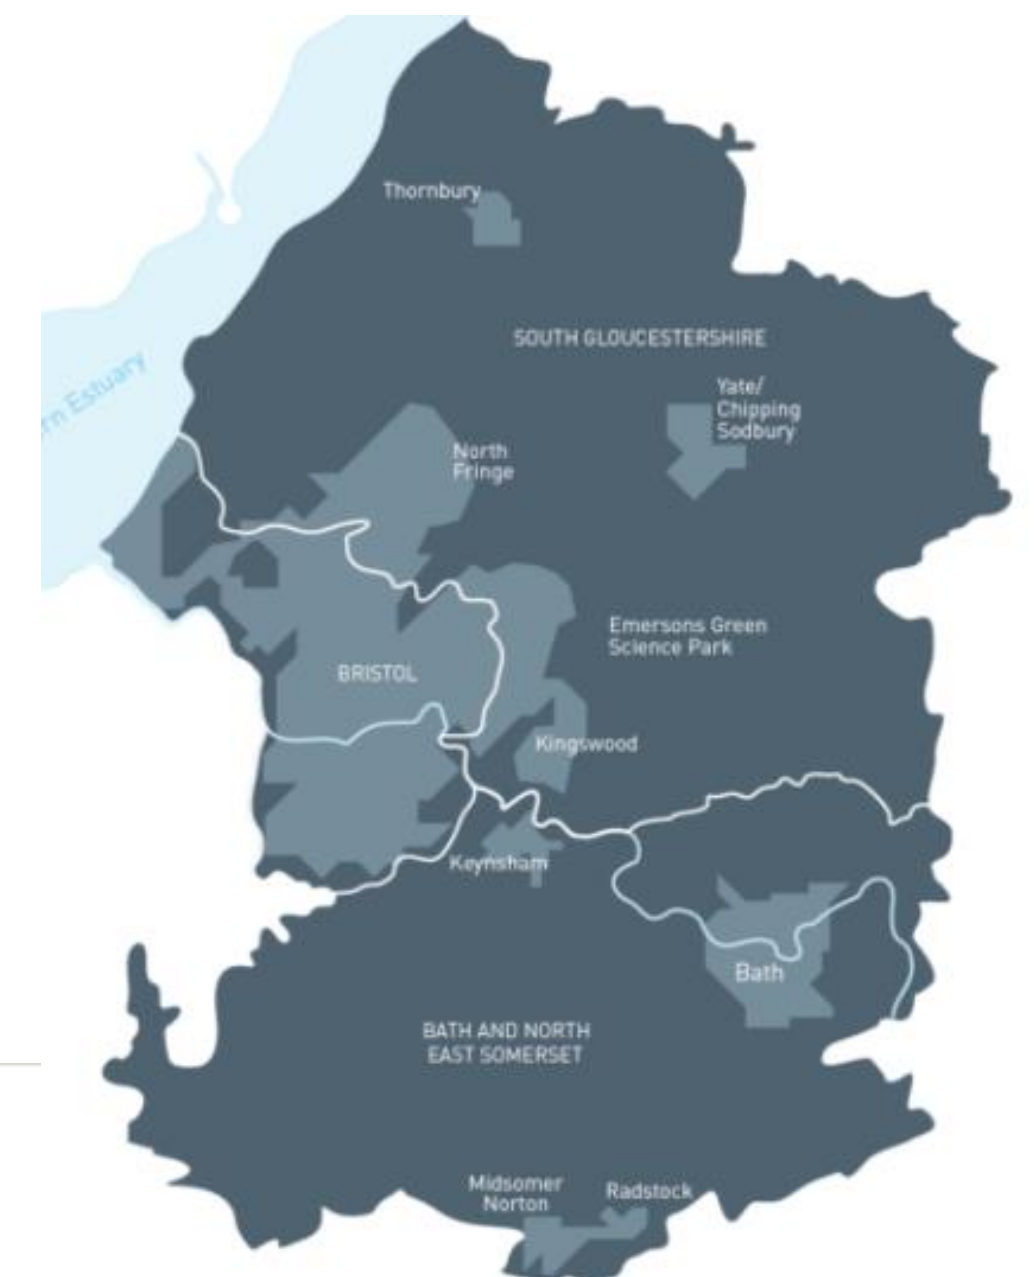 Thornbury
SOUTH GLOUCESTERSHIRE
Yate/
Chipping
Sodbury
rn Estuary
North
Fringe
Emersons Green
Science Park
BRISTOL
Kingswood
Keynsham
Bath
BATH AND NORTH
EAST SOMERSET
Midsomer
Norton
Radstock